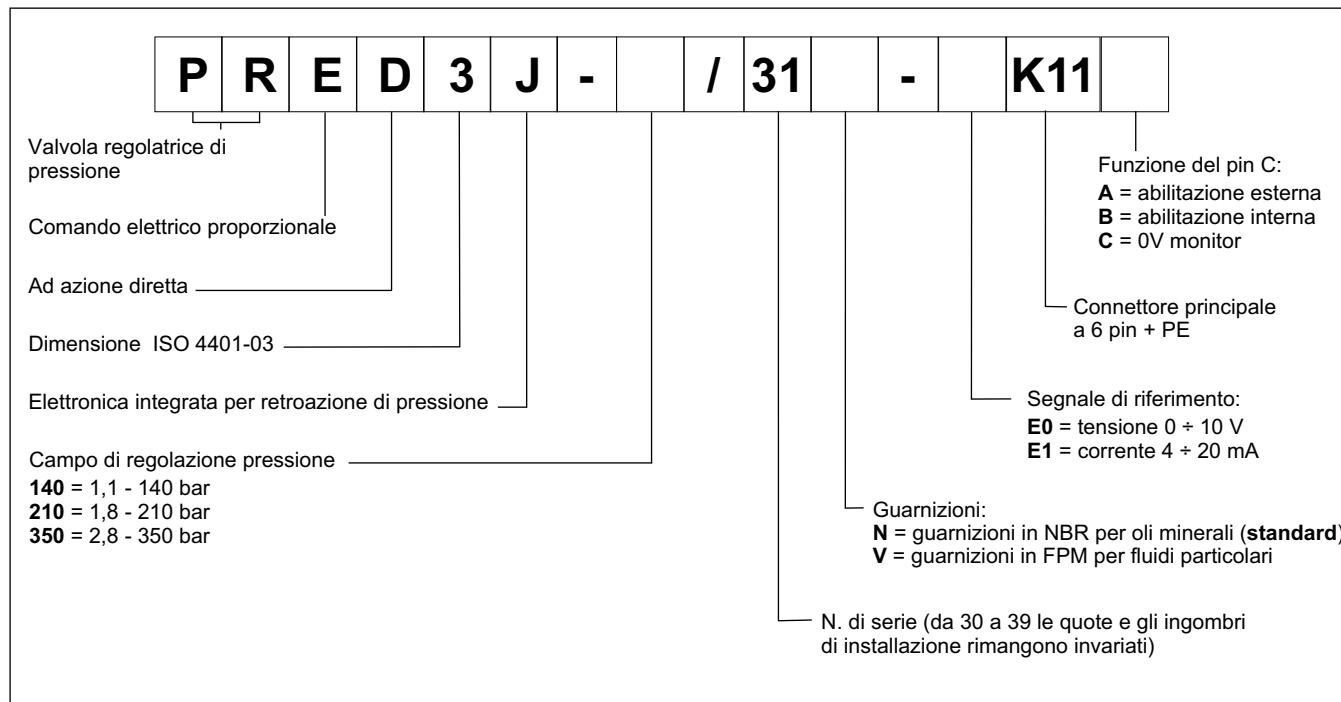 P R E D 3 J - / 31 - K11
Valvola regolatrice di
pressione
Comando elettrico proporzionale
Ad azione diretta
Dimensione ISO 4401-03
Elettronica integrata per retroazione di pressione
Campo di regolazione pressione
140 = 1,1 - 140 bar
210 = 1,8 - 210 bar
350 = 2,8 - 350 bar
Funzione del pin C:
A = abilitazione esterna
B = abilitazione interna
C = 0V monitor
Connettore principale
a 6 pin + PE
Segnale di riferimento:
E0 = tensione 0 ÷ 10 V
E1 = corrente 4 ÷ 20 mA
Guarnizioni:
N = guarnizioni in NBR per oli minerali (standard)
V = guarnizioni in FPM per fluidi particolari
N. di serie (da 30 a 39 le quote e gli ingombri
di installazione rimangono invariati)